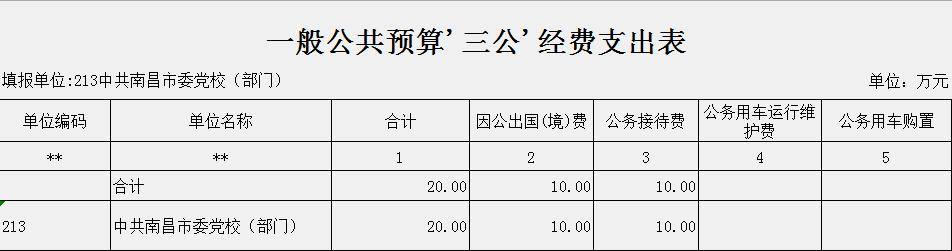 一般公共预算'三公'经费支出表
填报单位:213中共南昌市委党校（部门） 单位：万元
单位编码 单位名称 合计 因公出国(境)费 公务接待费 公务用车运行维 公务用车购置
护费
** ** 1 2 3 4 5
合计 20.00 10.00 10.00
213 中共南昌市委党校（部门） 20.00 10.00 10.00